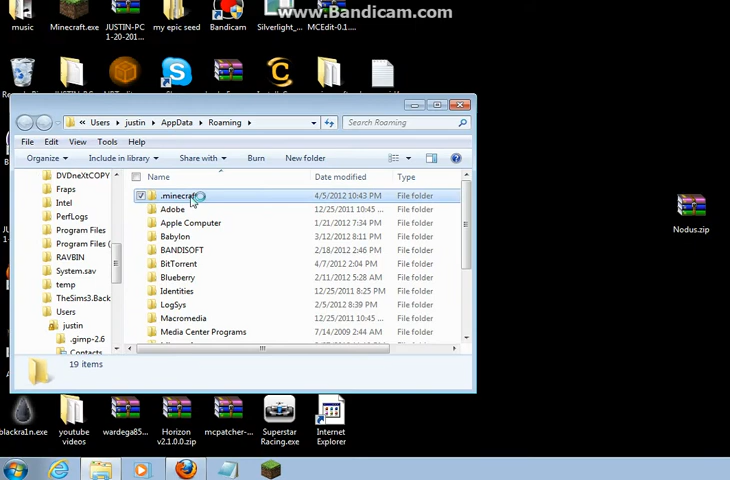 www.Bandicam.com
music
Minecraft.exe
JUSTIN-PC
1-20-201...
my epic seed
Bandicam
Silverlight_...
MCEdit-0.1....
« Users ▸ justin ▸ AppData ▸ Roaming ▸
Search Roaming
File Edit View Tools Help
Organize Include in library Share with Burn New folder
Name Date modified Type
DVDneXtCOPY
Fraps
Intel
PerfLogs
Program Files
Program Files
RAVBIN
System.sav
temp
TheSims3.Back
Users
justin
.gimp-2.6
Contacts
.minecraft 4/5/2012 10:43 PM File folder
Adobe 12/25/2011 10:45 ... File folder
Apple Computer 1/21/2012 7:34 PM File folder
Babylon 3/12/2012 8:11 PM File folder
BANDISOFT 4/6/2012 2:44 PM File folder
BitTorrent 4/7/2012 2:04 PM File folder
Blueberry 2/11/2012 5:28 AM File folder
Identities 12/25/2011 8:25 PM File folder
LogSys 2/5/2012 8:39 PM File folder
Macromedia 12/25/2011 10:45 ... File folder
Media Center Programs 7/14/2009 2:44 AM File folder
19 items
Nodus.zip
blackra1n.exe
youtube
videos
wardega85...
Horizon
v2.1.0.0.zip
mcpatcher-...
Superstar
Racing.exe
Internet
Explorer